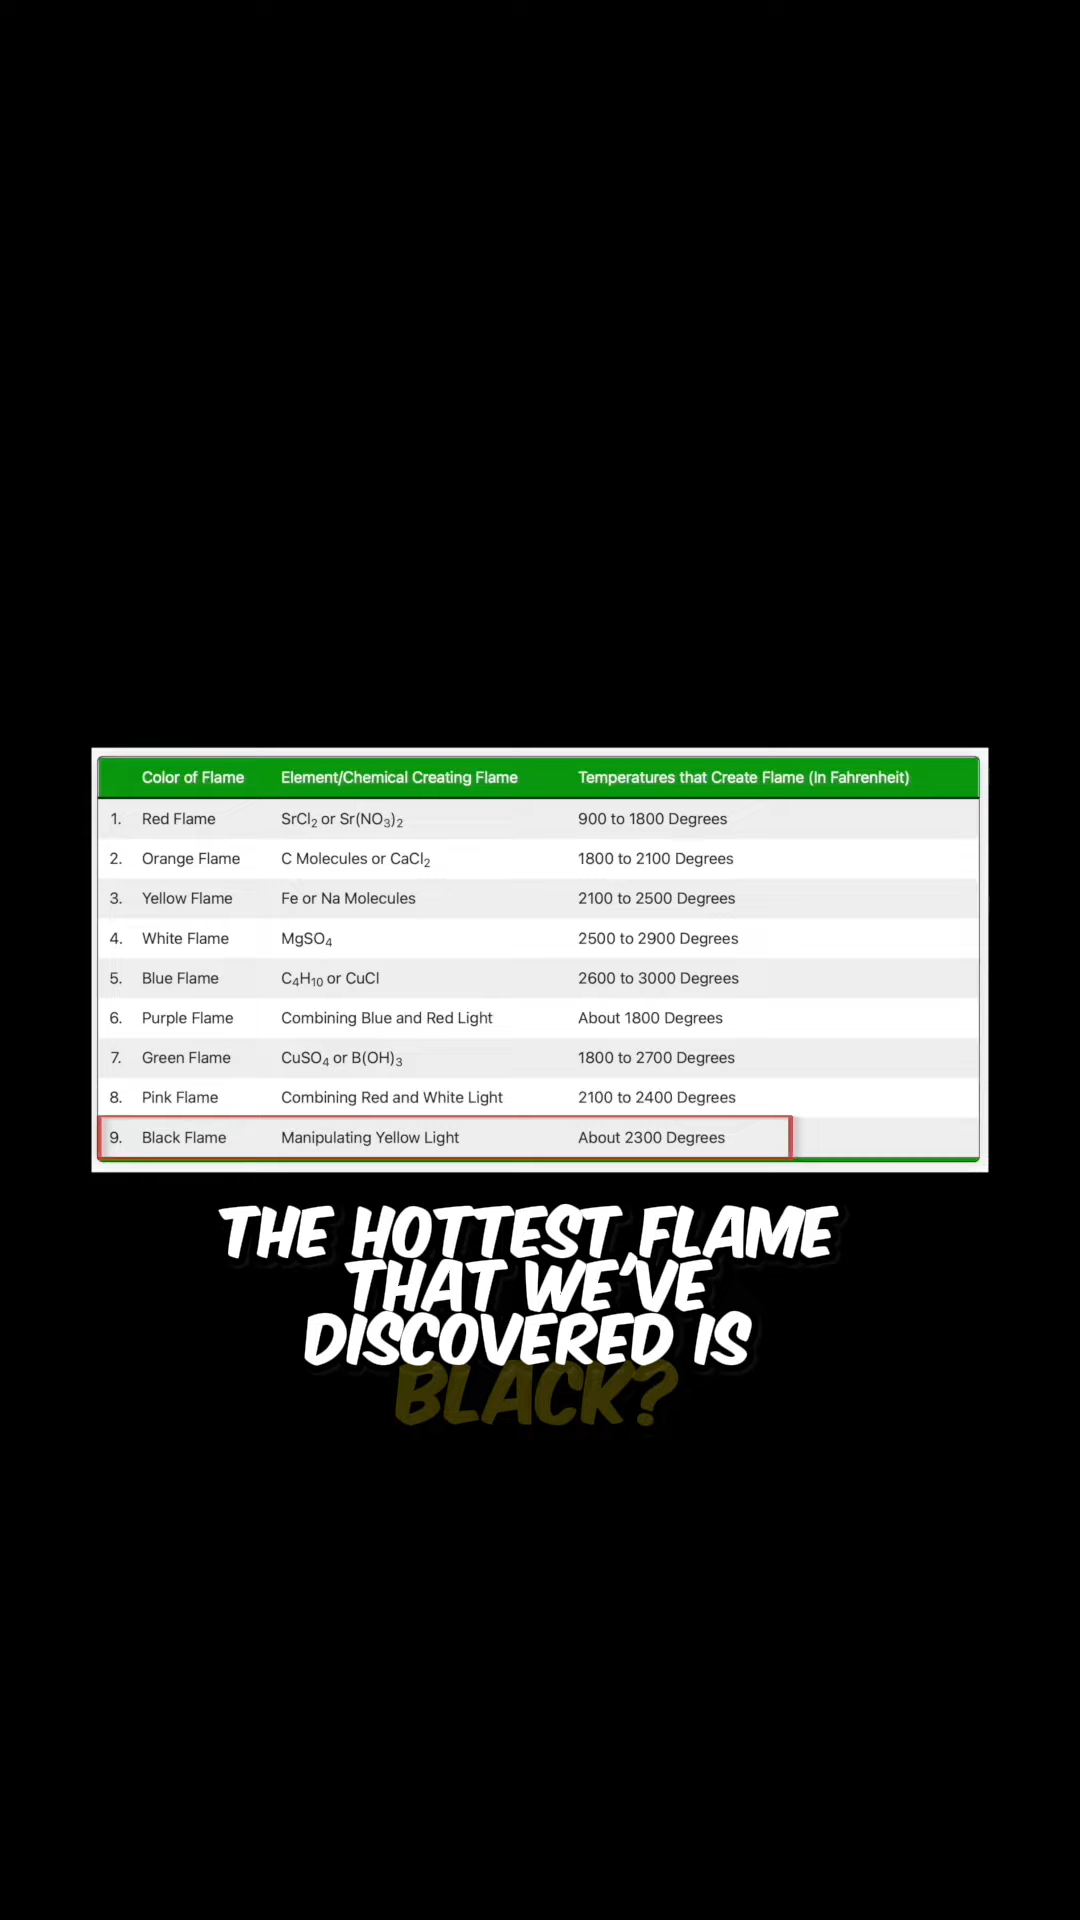 Color of Flame Element/Chemical Creating Flame Temperatures that Create Flame (In Fahrenheit)
1. Red Flame SrCl₂ or Sr(NO₃)₂ 900 to 1800 Degrees
2. Orange Flame C Molecules or CaCl₂ 1800 to 2100 Degrees
3. Yellow Flame Fe or Na Molecules 2100 to 2500 Degrees
4. White Flame MgSO₄ 2500 to 2900 Degrees
5. Blue Flame C₄H₁₀ or CuCl 2600 to 3000 Degrees
6. Purple Flame Combining Blue and Red Light About 1800 Degrees
7. Green Flame CuSO₄ or B(OH)₃ 1800 to 2700 Degrees
8. Pink Flame Combining Red and White Light 2100 to 2400 Degrees
9. Black Flame Manipulating Yellow Light About 2300 Degrees
THE HOTTEST FLAME
THAT WE'VE
DISCOVERED IS
BLACK?